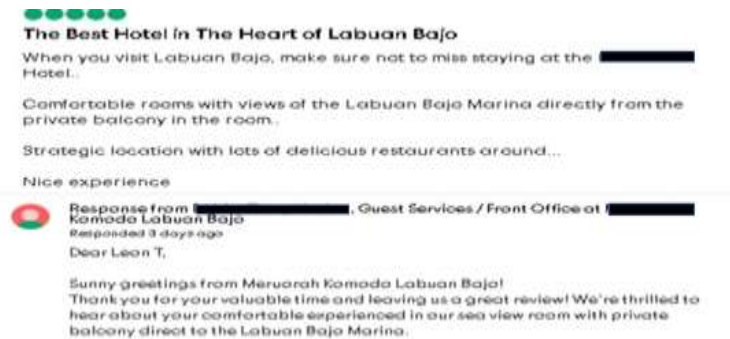 The Best Hotel in The Heart of Labuan Bajo
When you visit Labuan Bajo, make sure not to miss staying at the
Hotel..
Comfortable rooms with views of the Labuan Bajo Marina directly from the
private balcony in the room..
Strategic location with lots of delicious restaurants around...
Nice experience
Response from , Guest Services / Front Office at
Komodo Labuan Bajo
Responded 3 days ago
Dear Leon T,
Sunny greetings from Meruorah Komodo Labuan Bajo!
Thank you for your valuable time and leaving us a great review! We're thrilled to
hear about your comfortable experienced in our sea view room with private
balcony direct to the Labuan Bajo Marina.